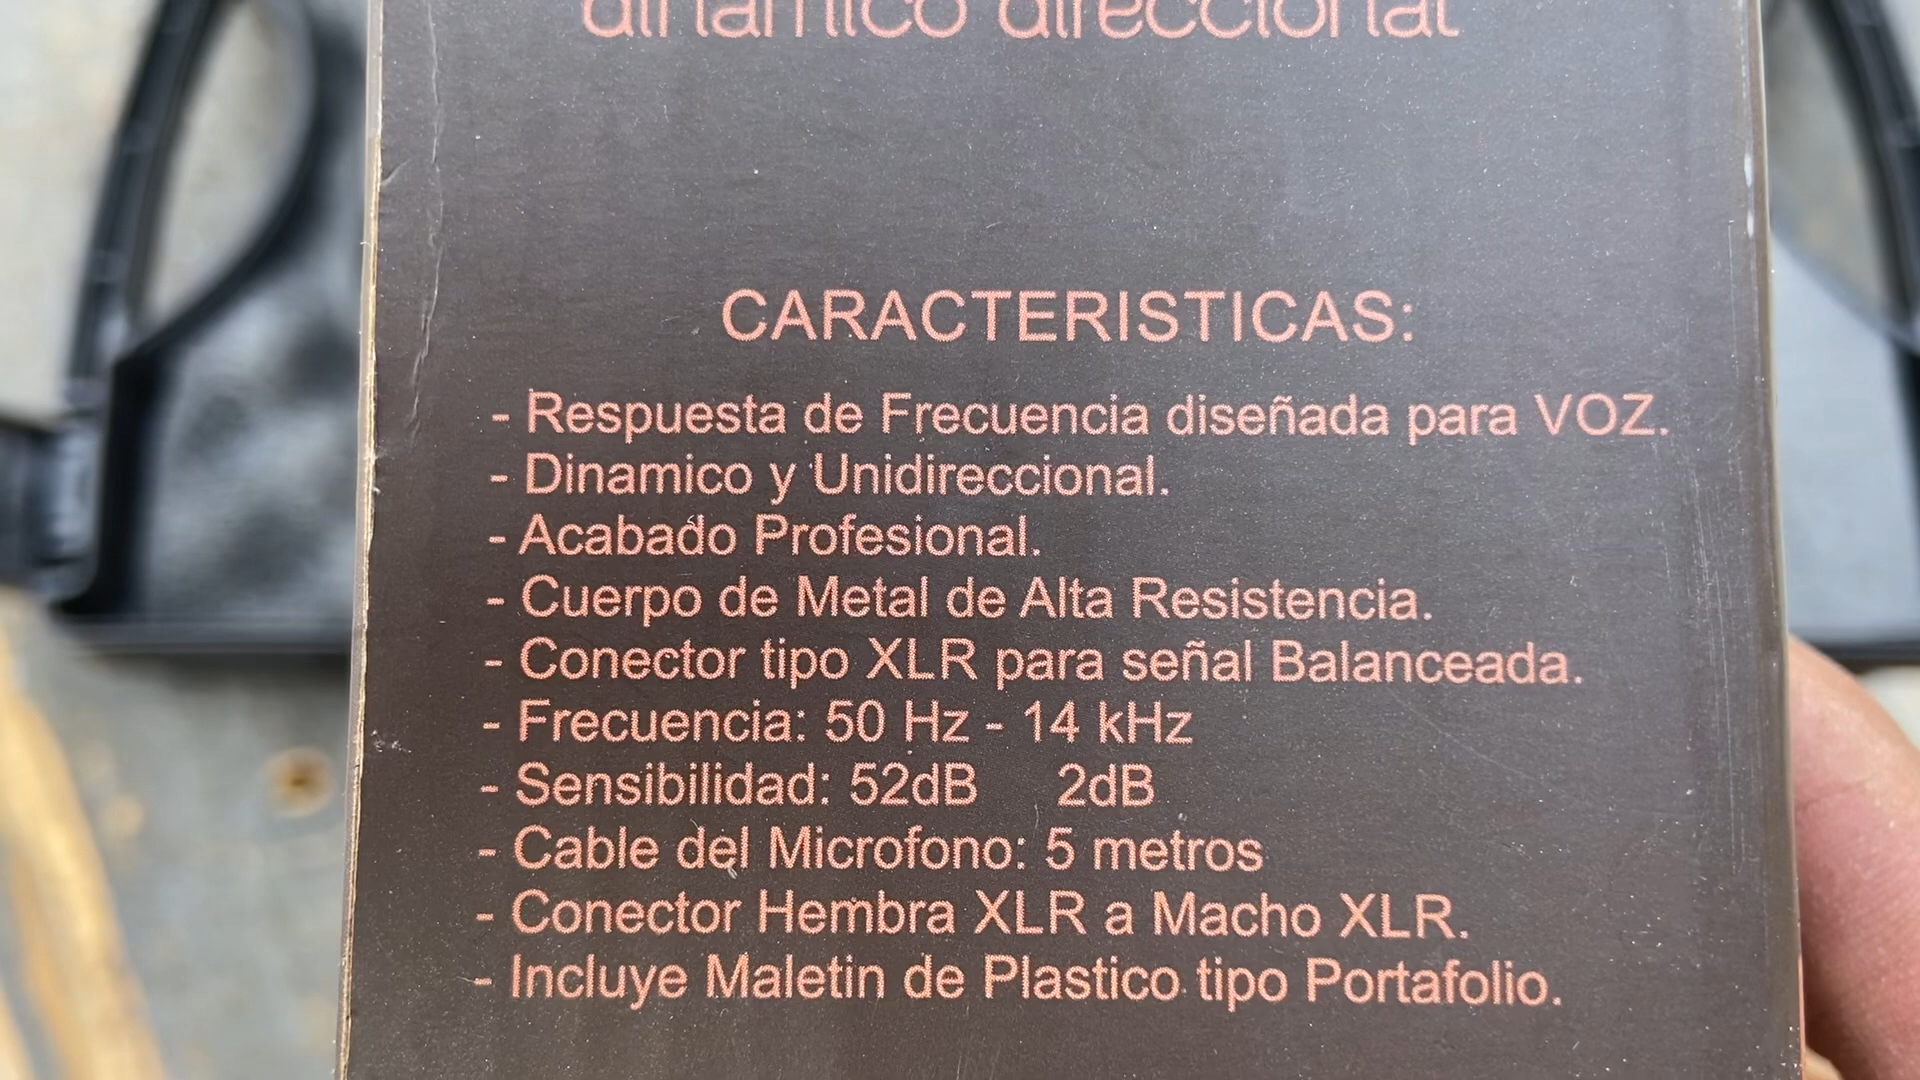 dinámico direccional
CARACTERISTICAS:
- Respuesta de Frecuencia diseñada para VOZ.
- Dinamico y Unidireccional.
- Acabado Profesional.
- Cuerpo de Metal de Alta Resistencia.
- Conector tipo XLR para señal Balanceada.
- Frecuencia: 50 Hz - 14 kHz
- Sensibilidad: 52dB 2dB
- Cable del Microfono: 5 metros
- Conector Hembra XLR a Macho XLR.
- Incluye Maletin de Plastico tipo Portafolio.